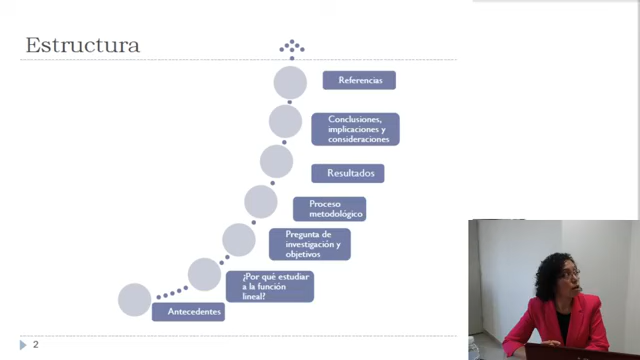 Estructura
Referencias
Conclusiones,
implicaciones y
consideraciones
Resultados
Proceso
metodológico
Pregunta de
investigación y
objetivos
¿Por qué estudiar
a la función
lineal?
Antecedentes
2